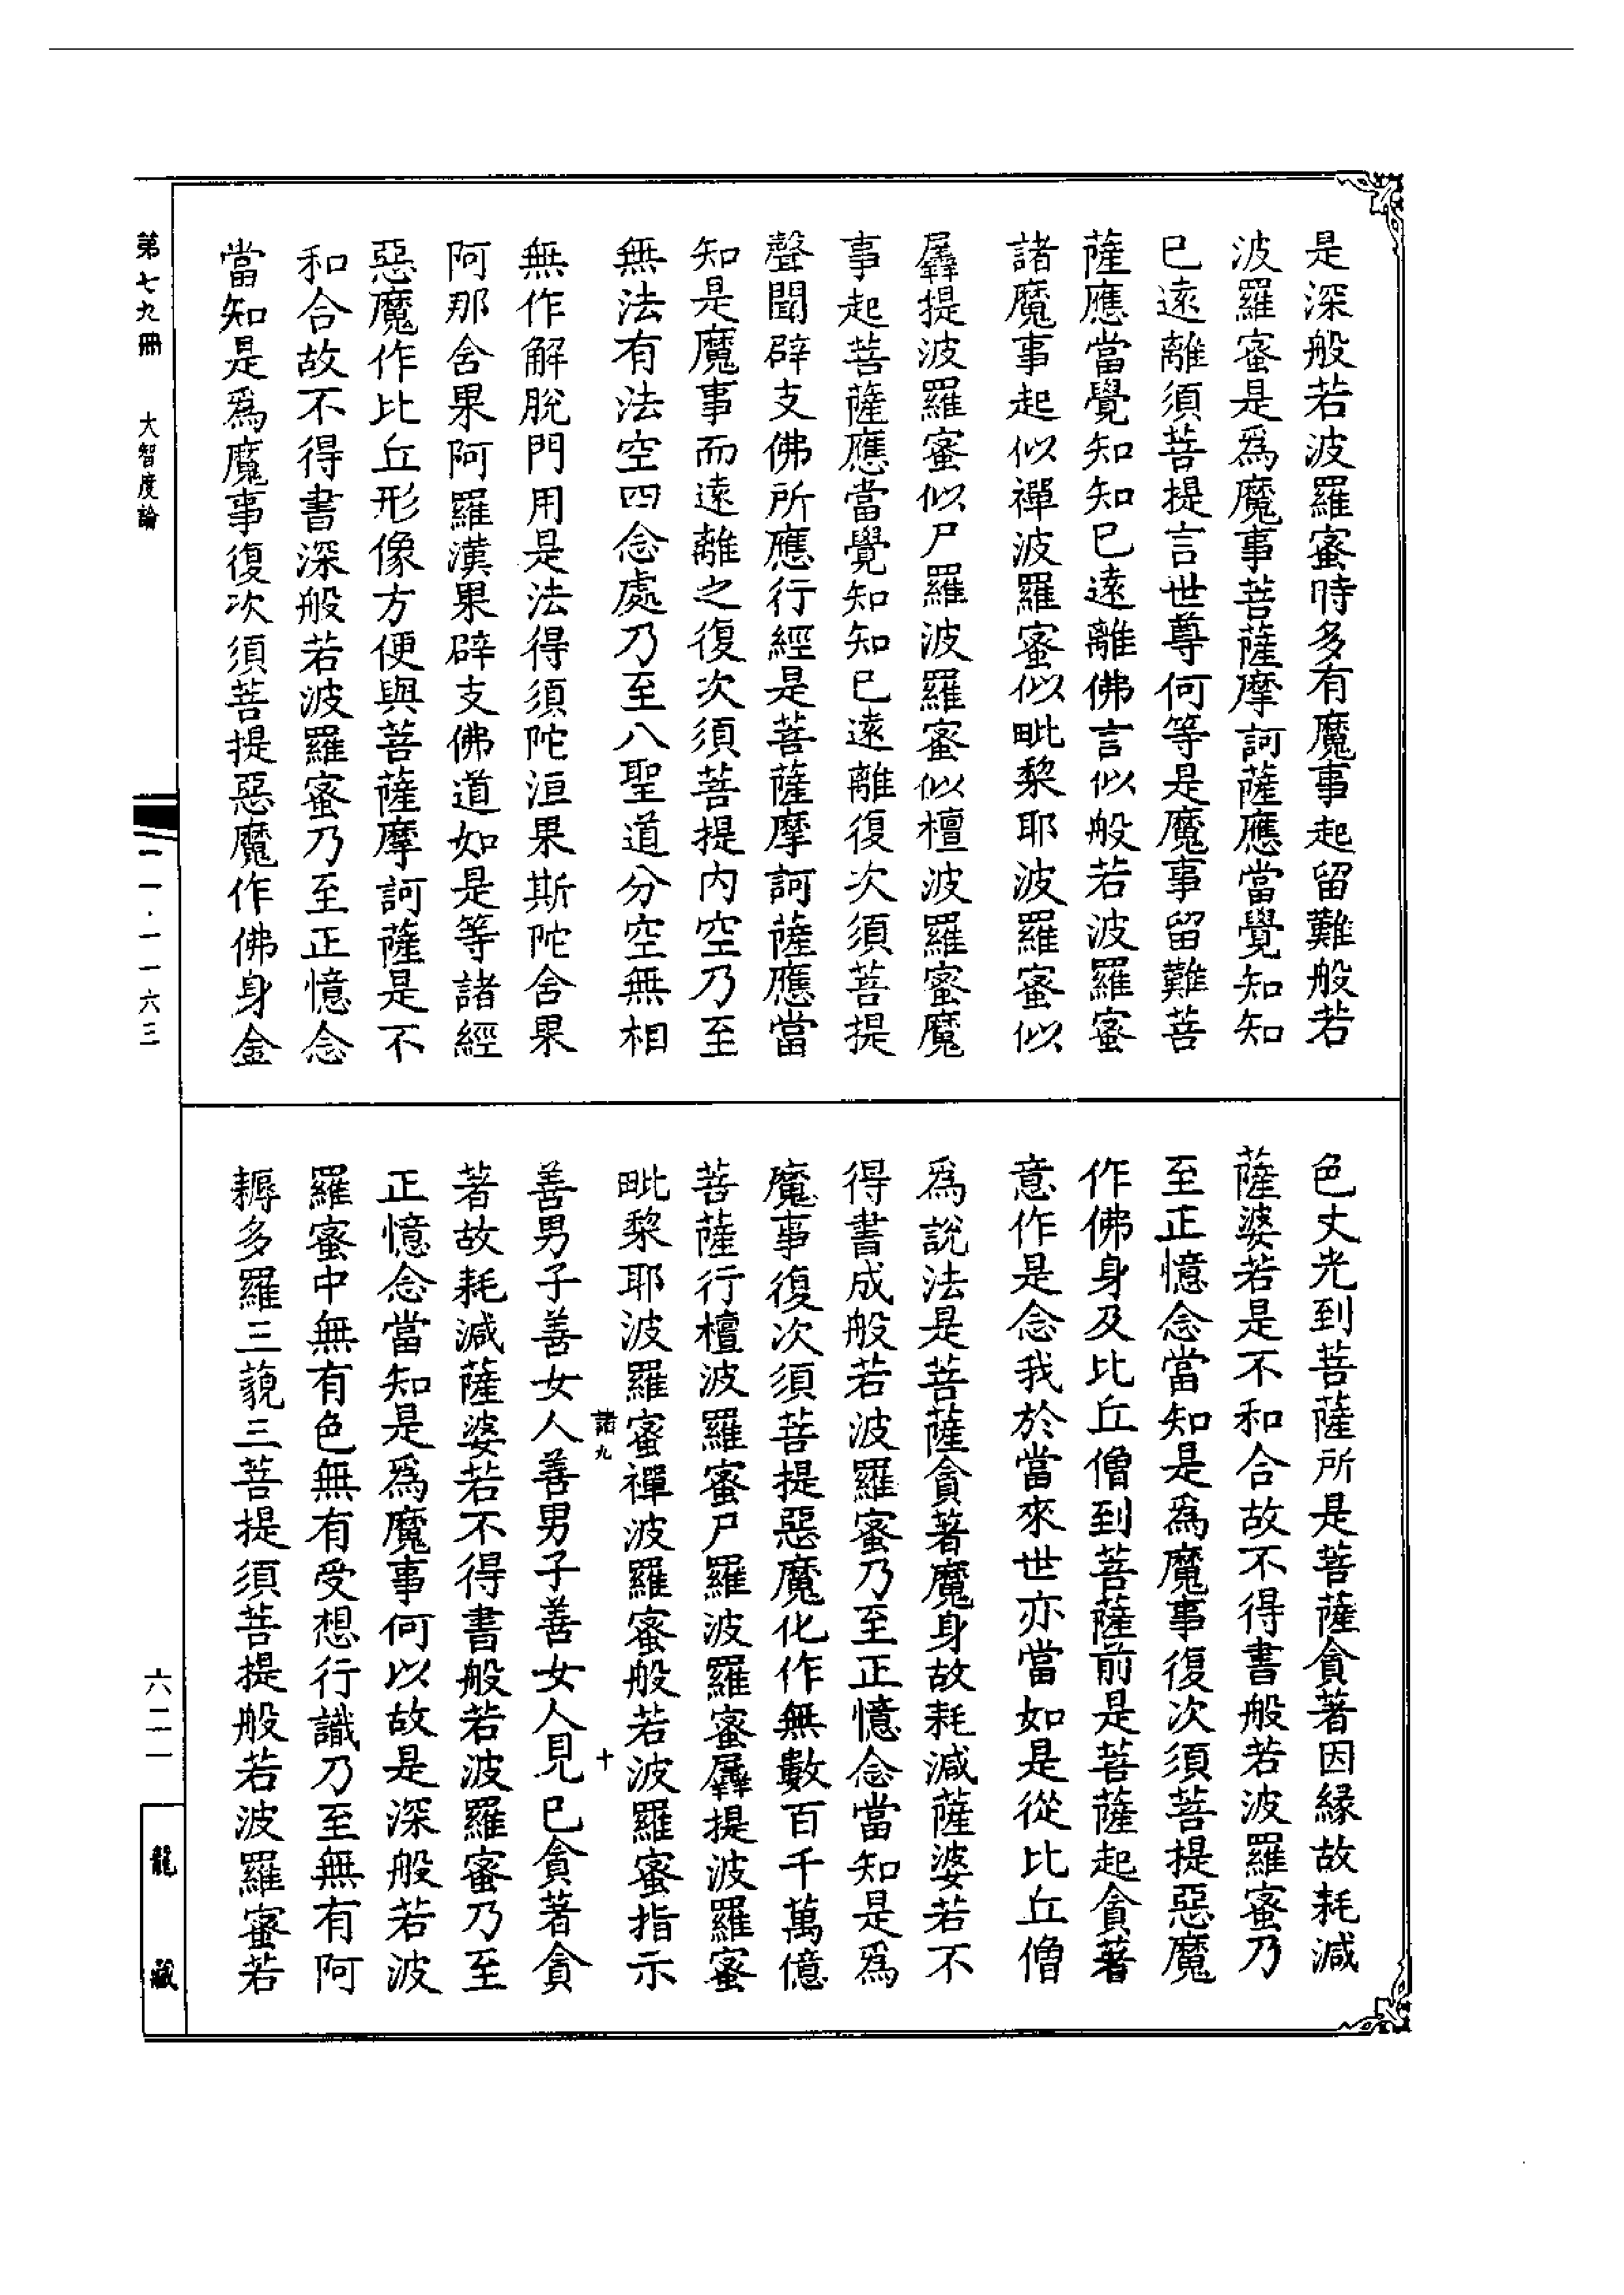 是深般若波羅蜜時多有魔事起留難般若
波羅蜜是爲魔事菩薩摩訶薩應當覺知知
已遠離須菩提言世尊何等是魔事留難菩
薩應當覺知知已遠離佛言似般若波羅蜜
諸魔事起似禪波羅蜜似毗棃耶波羅蜜似
羼提波羅蜜似尸羅波羅蜜似檀波羅蜜魔
事起菩薩應當覺知知已遠離復次須菩提
聲聞辟支佛所應行經是菩薩摩訶薩應當
知是魔事而遠離之復次須菩提内空乃至
無法有法空四念處乃至八聖道分空無相
無作解脫門用是法得須陀洹果斯陀含果
阿那含果阿羅漢果辟支佛道如是等諸經
惡魔作比丘形像方便與菩薩摩訶薩是不
和合故不得書深般若波羅蜜乃至正憶念
當知是爲魔事復次須菩提惡魔作佛身金
色丈光到菩薩所是菩薩貪著因緣故耗減
薩婆若是不和合故不得書般若波羅蜜乃
至正憶念當知是爲魔事復次須菩提惡魔
作佛身及比丘僧到菩薩前是菩薩起貪著
意作是念我於當來世亦當如是從比丘僧
爲說法是菩薩貪著魔身故耗減薩婆若不
得書成般若波羅蜜乃至正憶念當知是爲
魔事復次須菩提惡魔化作無數百千萬億
菩薩行檀波羅蜜尸羅波羅蜜羼提波羅蜜
毗棃耶波羅蜜禪波羅蜜般若波羅蜜指示
諸九 十
善男子善女人善男子善女人見已貪著貪
著故耗減薩婆若不得書般若波羅蜜乃至
正憶念當知是爲魔事何以故是深般若波
羅蜜中無有色無有受想行識乃至無有阿
耨多羅三藐三菩提須菩提般若波羅蜜若
第七九冊 大智度論
一一·一一六三
六二一
龍藏